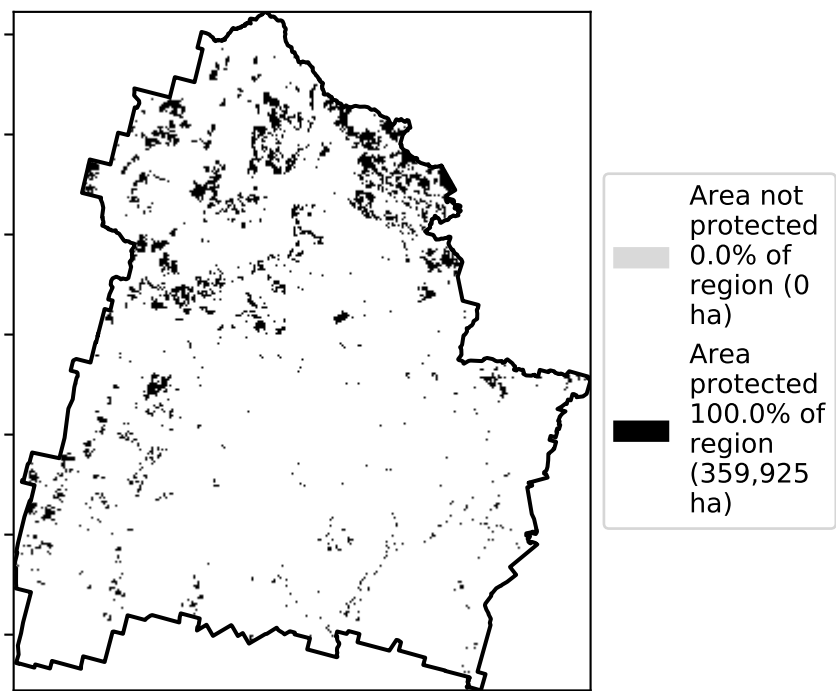 Area not
protected
0.0% of
region (0
ha)
Area
protected
100.0% of
region
(359,925
ha)